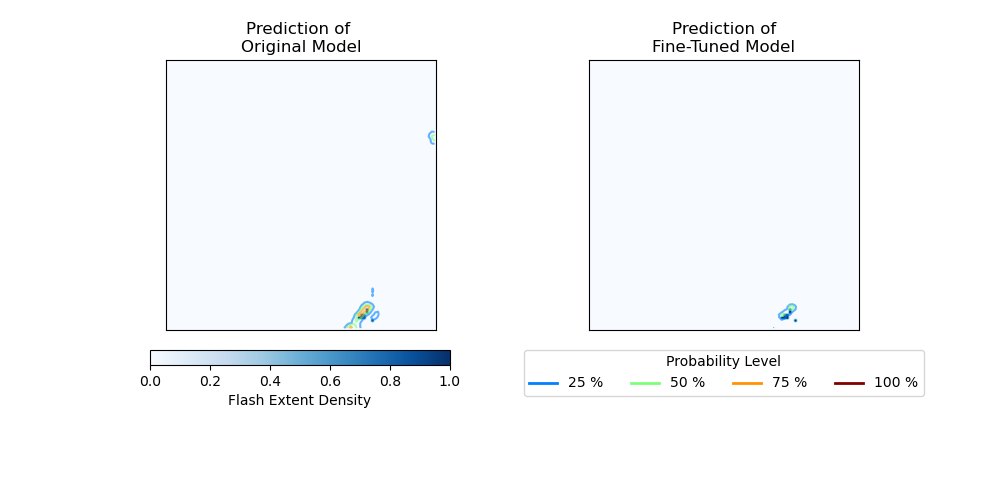 Prediction of
Original Model
Prediction of
Fine-Tuned Model
0.0 0.2 0.4 0.6 0.8 1.0
Flash Extent Density
Probability Level
25 % 50 % 75 % 100 %